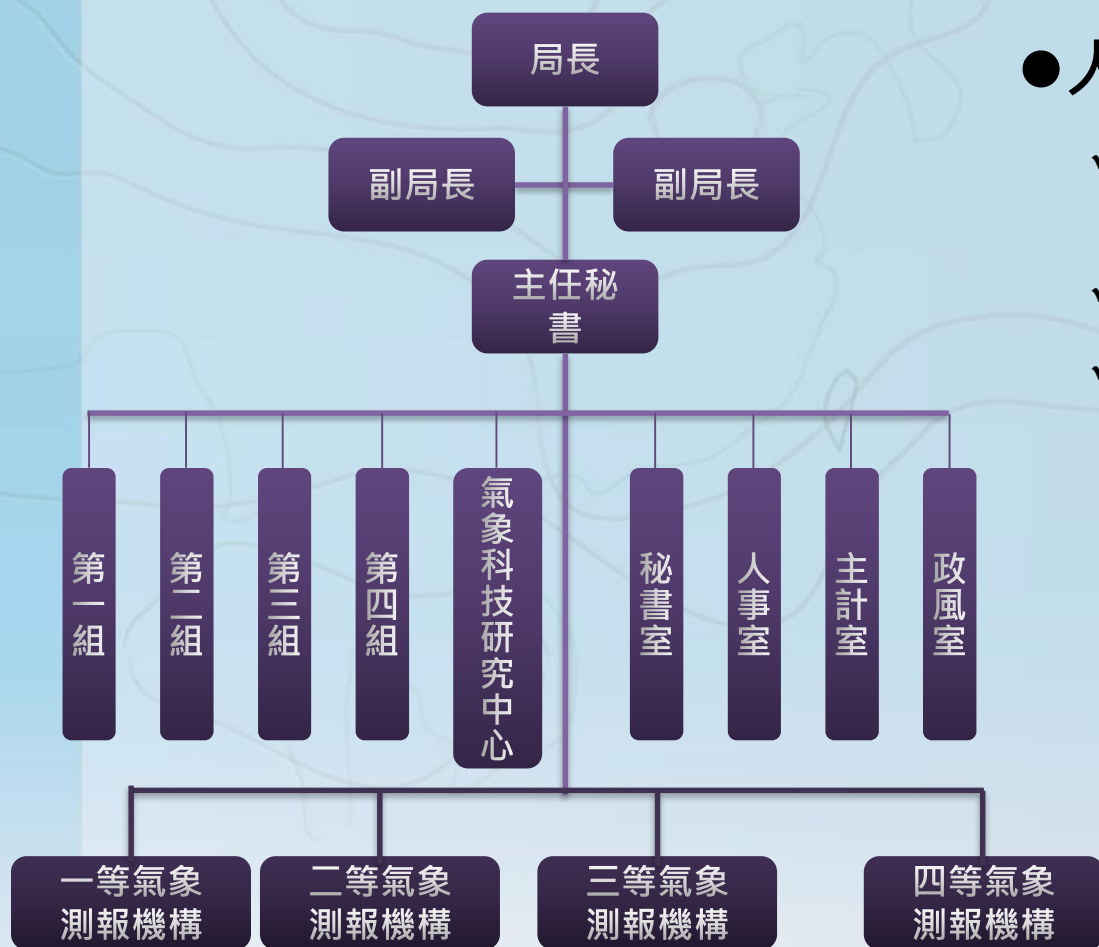 局長
●人
副局長
副局長
主任秘
書
第一組
第二組
第三組
第四組
氣象科技研究中心
秘書室
人事室
主計室
政風室
一等氣象
測報機構
二等氣象
測報機構
三等氣象
測報機構
四等氣象
測報機構